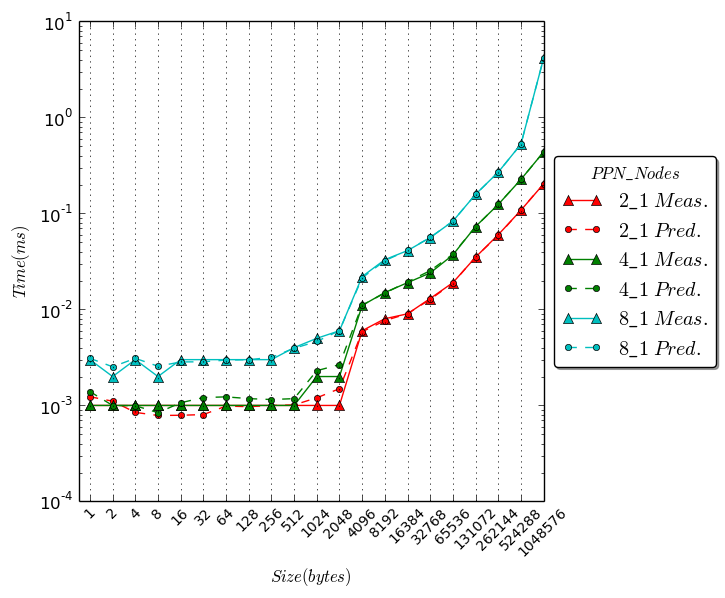 10^1
10^0
10^-1
10^-2
10^-3
10^-4
Time(ms)
1 2 4 8 16 32 64 128 256 512 1024 2048 4096 8192 16384 32768 65536 131072 262144 524288 1048576
Size(bytes)
PPN_Nodes
2_1 Meas.
2_1 Pred.
4_1 Meas.
4_1 Pred.
8_1 Meas.
8_1 Pred.